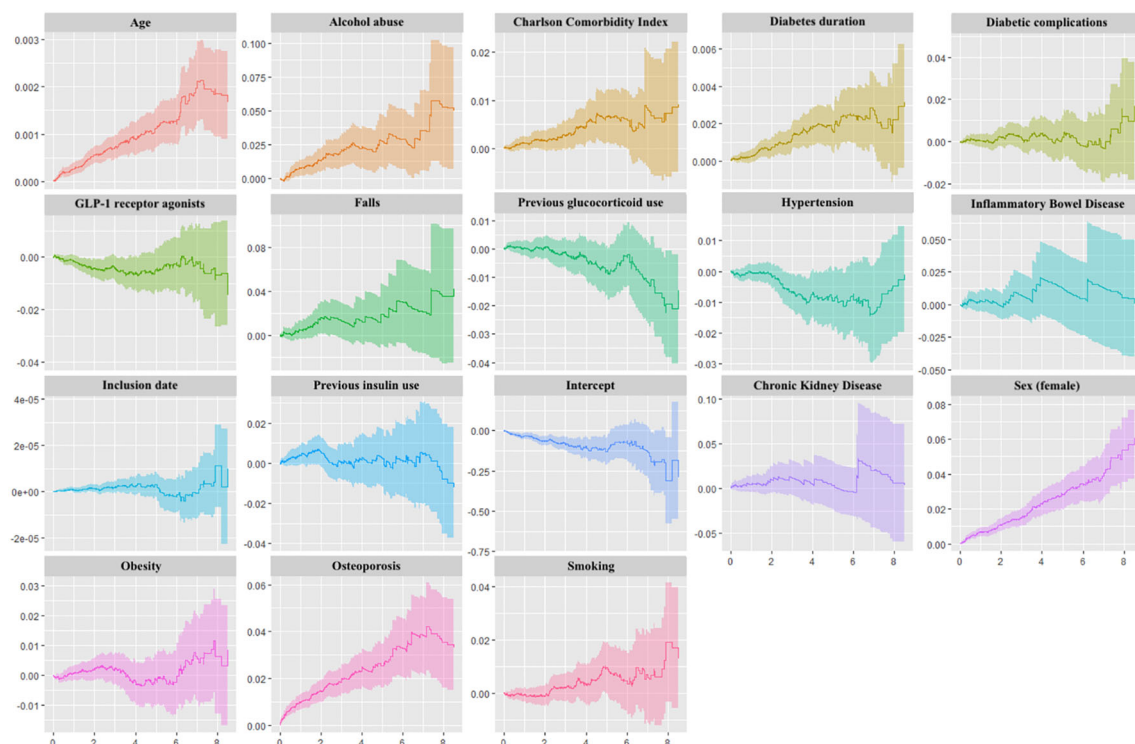 Age Alcohol abuse Charlson Comorbidity Index Diabetes duration Diabetic complications
0.003 0.100 0.02 0.006 0.04
0.002 0.075 0.01 0.004 0.02
0.001 0.050 0.00 0.002 0.00
0.000 0.025 0.000 -0.02
0.000
GLP-1 receptor agonists Falls Previous glucocorticoid use Hypertension Inflammatory Bowel Disease
0.00 0.08 0.01 0.01 0.050
-0.02 0.04 0.00 0.00 0.025
-0.04 0.00 -0.01 -0.01 0.000
-0.02 -0.02 -0.025
-0.03 -0.03 -0.050
-0.04
Inclusion date Previous insulin use Intercept Chronic Kidney Disease Sex (female)
4e-05 0.02 0.00 0.10 0.08
2e-05 0.00 -0.25 0.05 0.06
0e+00 -0.02 -0.50 0.00 0.04
-2e-05 -0.04 -0.75 -0.05 0.02
0.00
0 2 4 6 8 0 2 4 6 8
Obesity Osteoporosis Smoking
0.03 0.06 0.04
0.02 0.04 0.02
0.01 0.02 0.00
0.00 0.00
-0.01
0 2 4 6 8 0 2 4 6 8 0 2 4 6 8